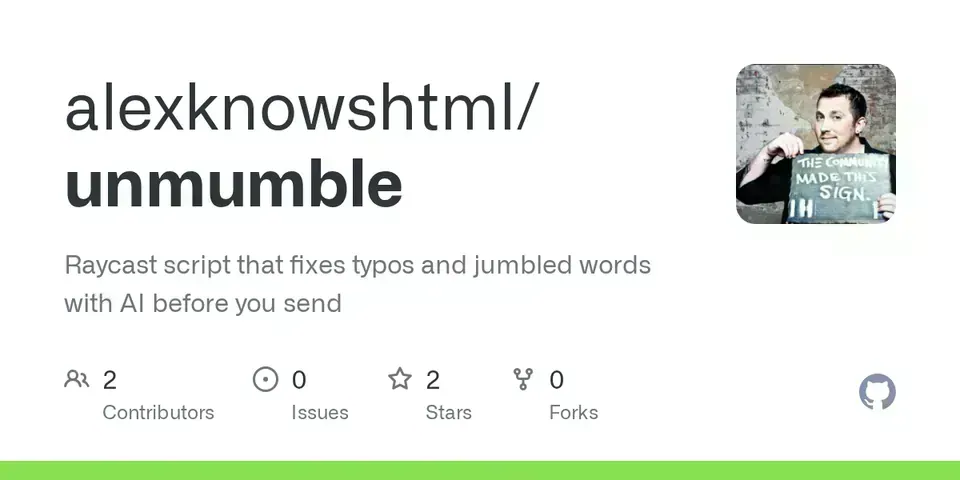 alexknowshtml/
unmumble
Raycast script that fixes typos and jumbled words
with AI before you send
2
Contributors
0
Issues
2
Stars
0
Forks
THE COMMUNITY
MADE THIS
SIGN.